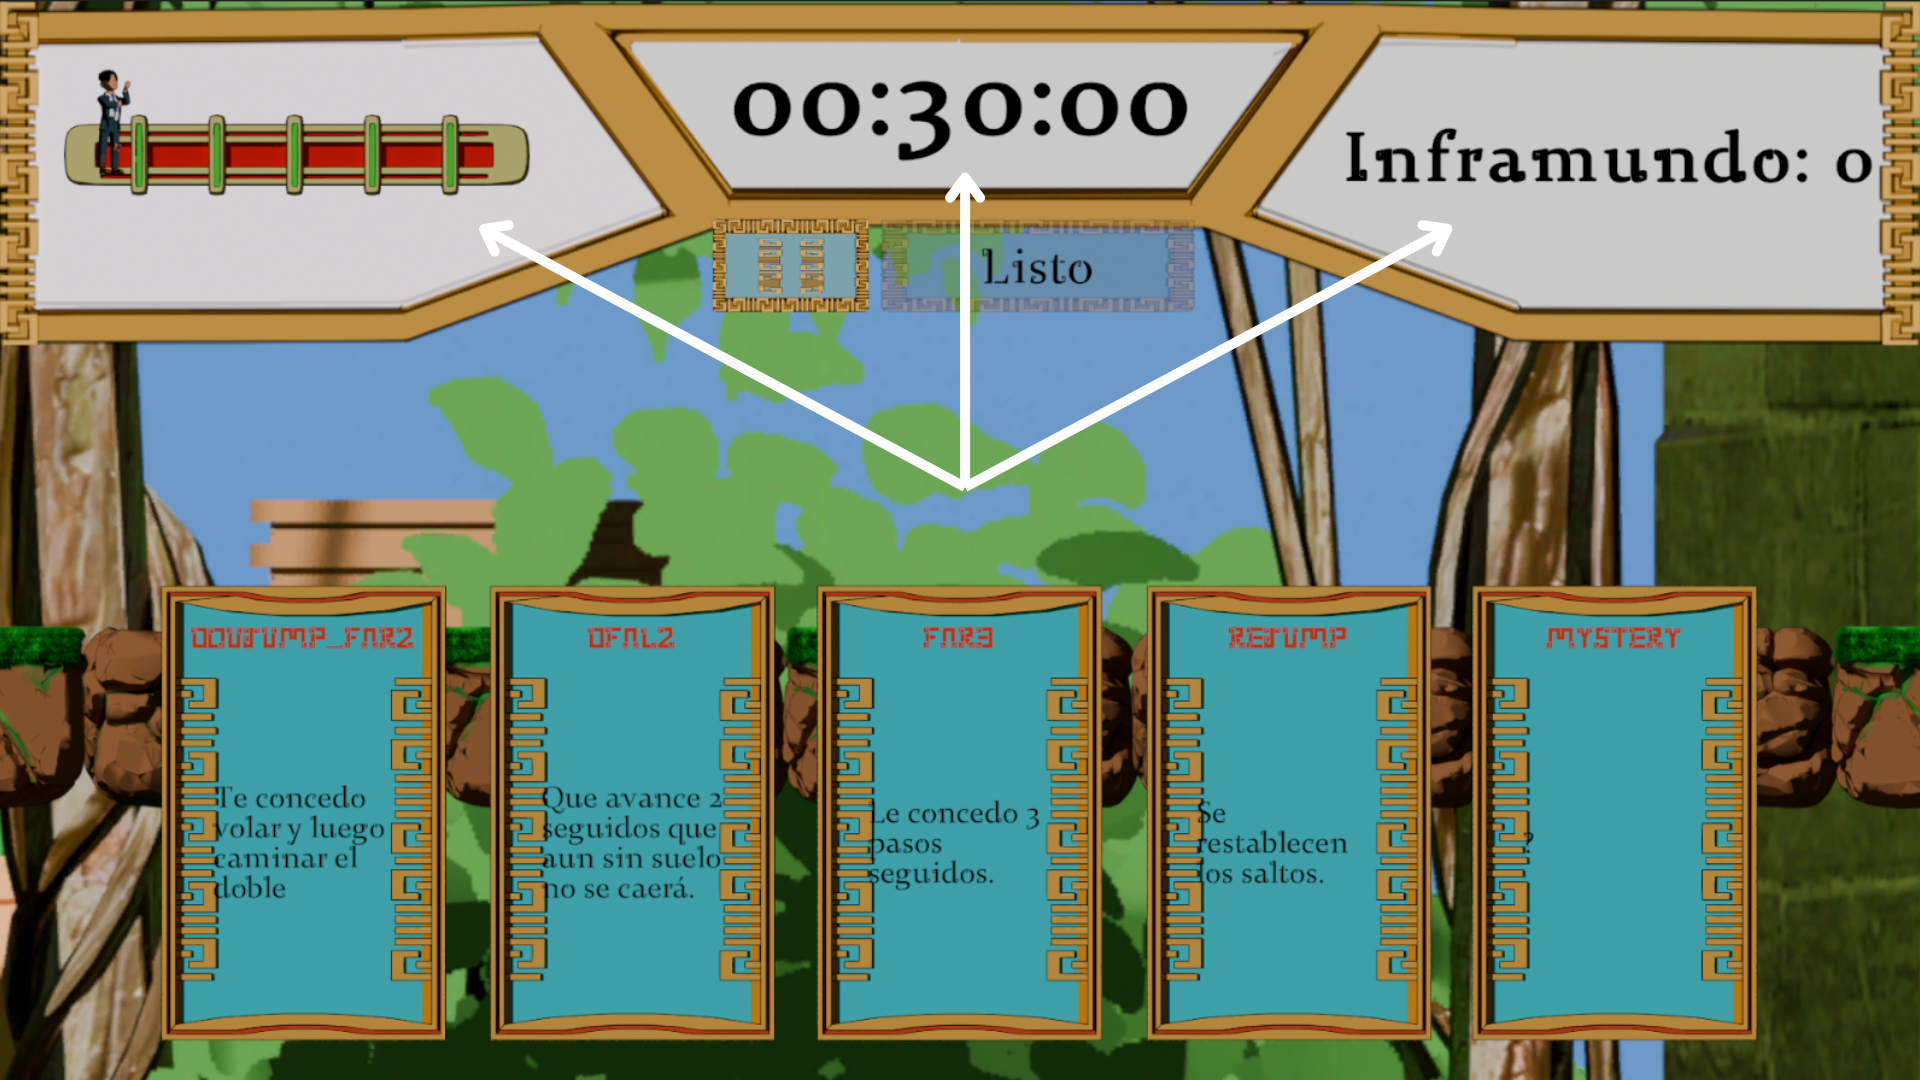 00:30:00
Inframundo: 0
Listo
DOUJUMP_FAR2
Te concedo
volar y luego
caminar el
doble
DFAL2
Que avance 2
seguidos que
aun sin suelo
no se caerá.
FAR3
Le concedo 3
pasos
seguidos.
REJUMP
Se
restablecen
los saltos.
MYSTERY
?